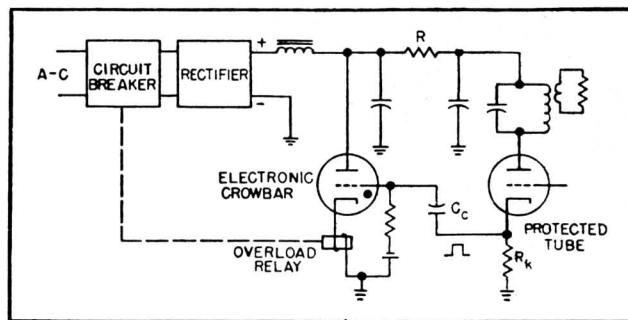 A-C
CIRCUIT
BREAKER
RECTIFIER
+
-
R
ELECTRONIC
CROWBAR
OVERLOAD
RELAY
Cc
Rk
PROTECTED
TUBE